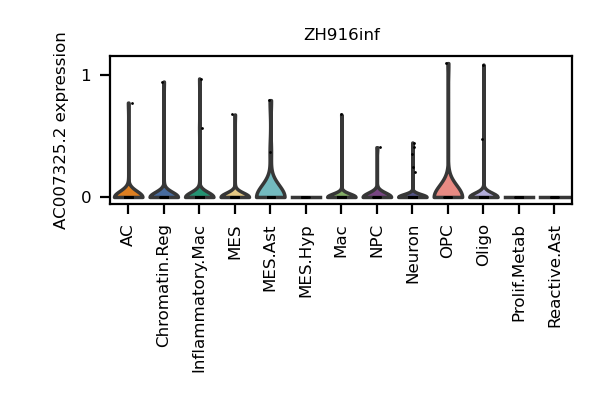 ZH916inf
AC007325.2 expression
1
0
AC
Chromatin.Reg
Inflammatory.Mac
MES
MES.Ast
MES.Hyp
Mac
NPC
Neuron
OPC
Oligo
Prolif.Metab
Reactive.Ast